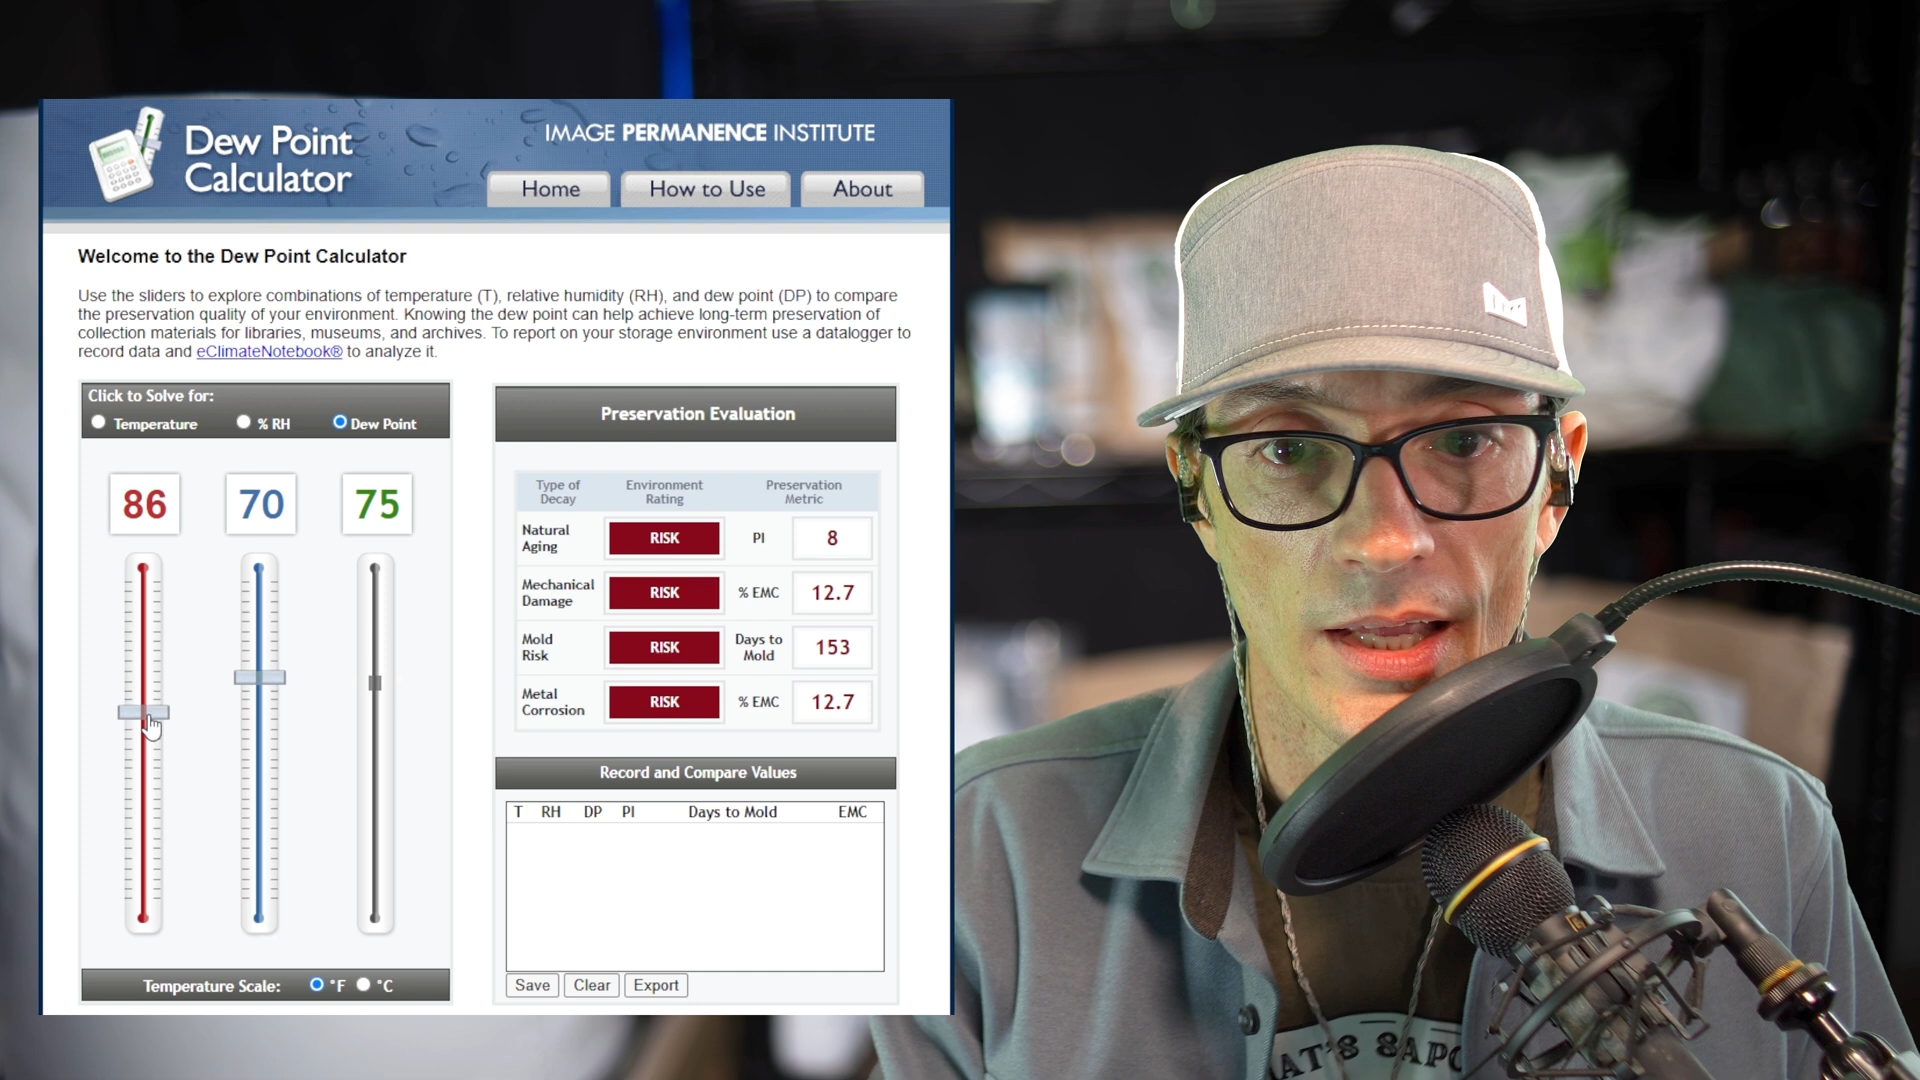 Dew Point
Calculator
IMAGE PERMANENCE INSTITUTE
Home
How to Use
About
Welcome to the Dew Point Calculator
Use the sliders to explore combinations of temperature (T), relative humidity (RH), and dew point (DP) to compare
the preservation quality of your environment. Knowing the dew point can help achieve long-term preservation of
collection materials for libraries, museums, and archives. To report on your storage environment use a datalogger to
record data and eClimateNotebook® to analyze it.
Click to Solve for:
Temperature
% RH
Dew Point
86
70
75
Temperature Scale:
°F
°C
Preservation Evaluation
Type of
Decay
Environment
Rating
Preservation
Metric
Natural
Aging
RISK
PI
8
Mechanical
Damage
RISK
% EMC
12.7
Mold
Risk
RISK
Days to
Mold
153
Metal
Corrosion
RISK
% EMC
12.7
Record and Compare Values
T RH DP PI Days to Mold EMC
Save
Clear
Export